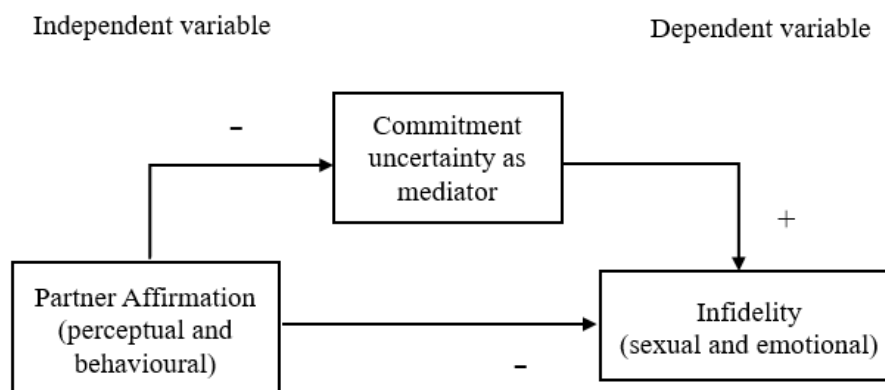 Independent variable
Dependent variable
-
Commitment
uncertainty as
mediator
+
Partner Affirmation
(perceptual and
behavioural)
Infidelity
(sexual and emotional)
-